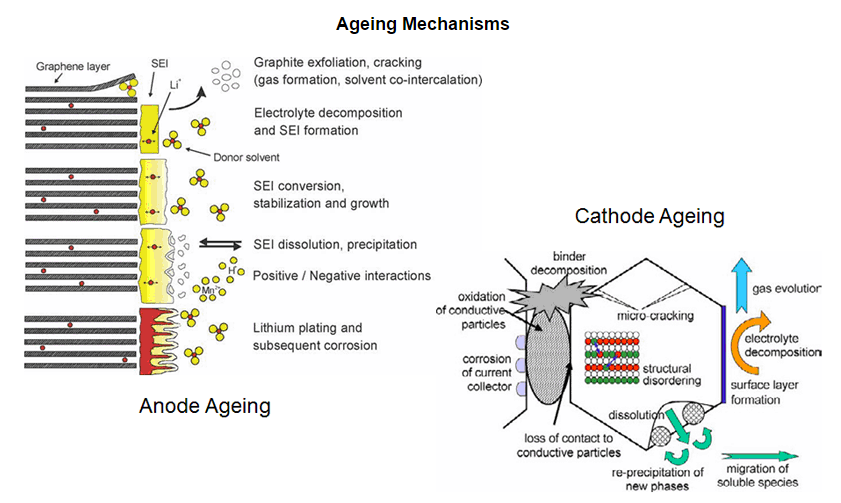 Ageing Mechanisms
Graphene layer
SEI
Li⁺
Graphite exfoliation, cracking
(gas formation, solvent co-intercalation)
Electrolyte decomposition
and SEI formation
Donor solvent
SEI conversion,
stabilization and growth
SEI dissolution, precipitation
Positive / Negative interactions
H⁺
Mn²⁺
Lithium plating and
subsequent corrosion
Anode Ageing
Cathode Ageing
binder
decomposition
oxidation
of conductive
particles
micro-cracking
gas evolution
electrolyte
decomposition
corrosion
of current
collector
structural
disordering
surface layer
formation
dissolution
loss of contact to
conductive particles
re-precipitation of
new phases
migration of
soluble species